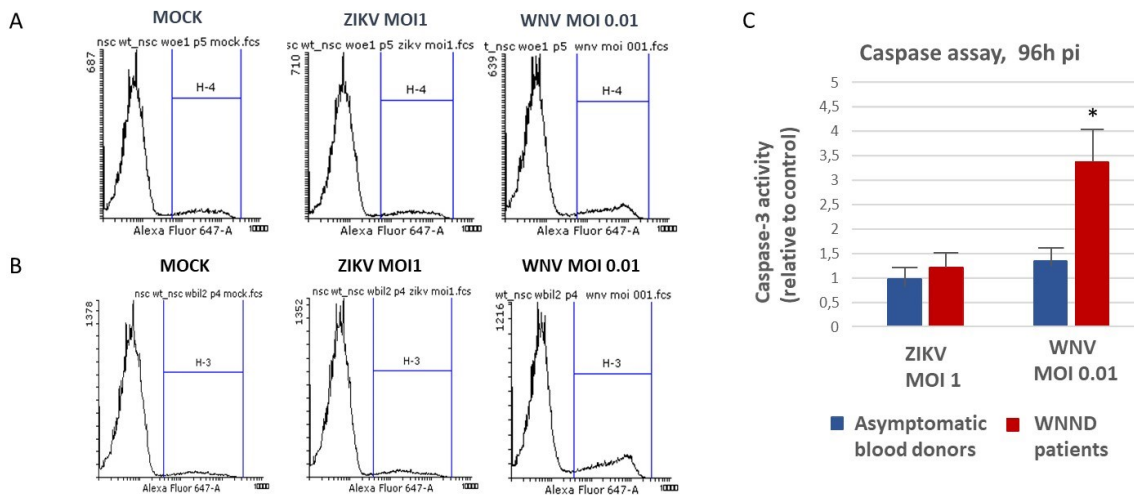 A
MOCK
ZIKV MOI1
WNV MOI 0.01
nsc wt_nsc woe1 p5 mock.fcs
sc wt_nsc woe1 p5 zikv moi1.fcs
t_nsc woe1 p5 wnv moi 001.fcs
687
H-4
710
H-4
639
H-4
10000
10000
10000
Alexa Fluor 647-A
Alexa Fluor 647-A
Alexa Fluor 647-A
B
MOCK
ZIKV MOI1
WNV MOI 0.01
nsc wt_nsc wbil2 p4 mock.fcs
nsc wt_nsc wbil2 p4 zikv moi1.fcs
wt_nsc wbil2 p4 wnv moi 001.fcs
1378
H-3
1352
H-3
1216
H-3
10000
10000
10000
Alexa Fluor 647-A
Alexa Fluor 647-A
Alexa Fluor 647-A
C
Caspase assay, 96h pi
Caspase-3 activity
(relative to control)
5
4,5
4
3,5
3
2,5
2
1,5
1
0,5
0
*
ZIKV
MOI 1
WNV
MOI 0.01
Asymptomatic
blood donors
WNND
patients